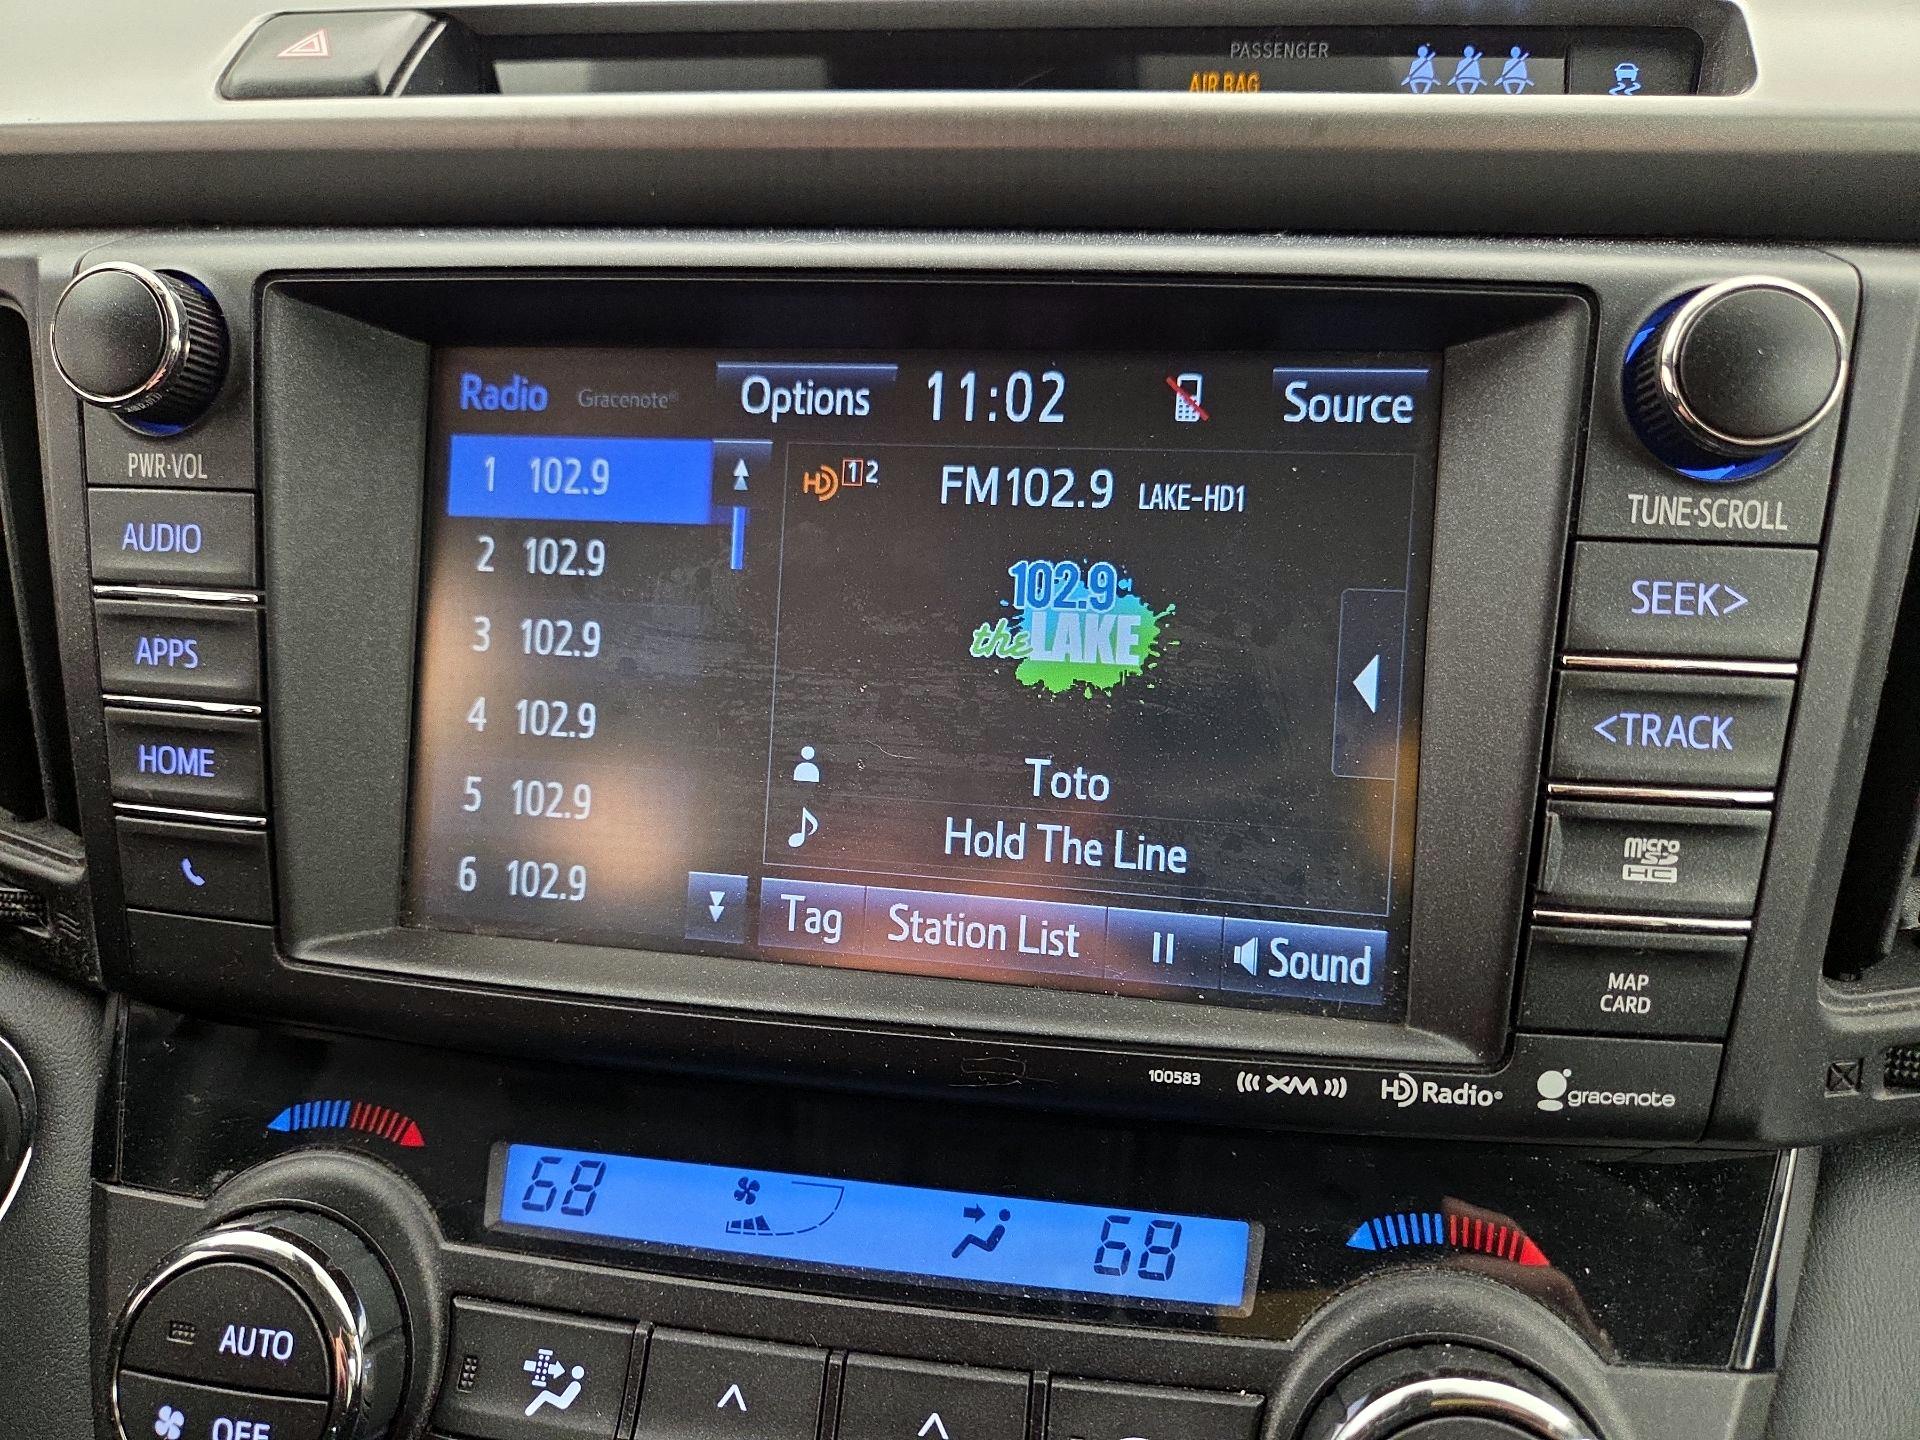 PASSENGER
AIR BAG
Radio Gracenote® Options 11:02 Source
PWR·VOL
AUDIO
APPS
HOME
1 102.9
2 102.9
3 102.9
4 102.9
5 102.9
6 102.9
HD 1 2 FM 102.9 LAKE-HD1
102.9
the LAKE
Toto
Hold The Line
Tag Station List Sound
TUNE·SCROLL
SEEK>
<TRACK
micro
SD
HC
MAP
CARD
100583 ((( XM ))) HD Radio® gracenote
68 68
AUTO
OFF